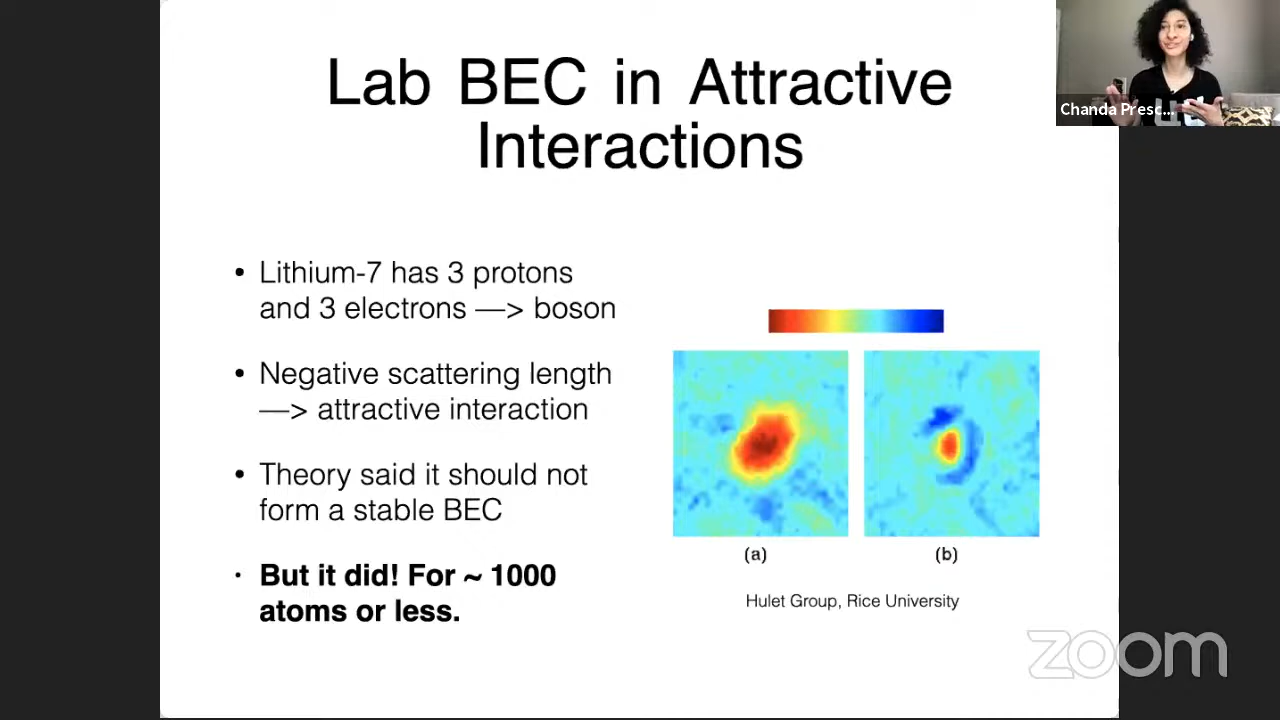 Lab BEC in Attractive
Interactions
Chanda Presc...
• Lithium-7 has 3 protons
and 3 electrons —> boson
• Negative scattering length
—> attractive interaction
• Theory said it should not
form a stable BEC
• But it did! For ~ 1000
atoms or less.
(a)
(b)
Hulet Group, Rice University
zoom